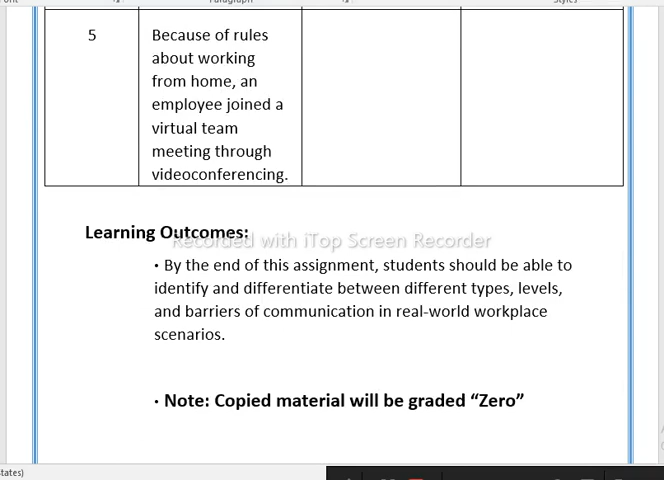 Paragraph
Styles
5
Because of rules
about working
from home, an
employee joined a
virtual team
meeting through
videoconferencing.
Learning Outcomes:
Recorded with iTop Screen Recorder
• By the end of this assignment, students should be able to
identify and differentiate between different types, levels,
and barriers of communication in real-world workplace
scenarios.
• Note: Copied material will be graded “Zero”
tates)